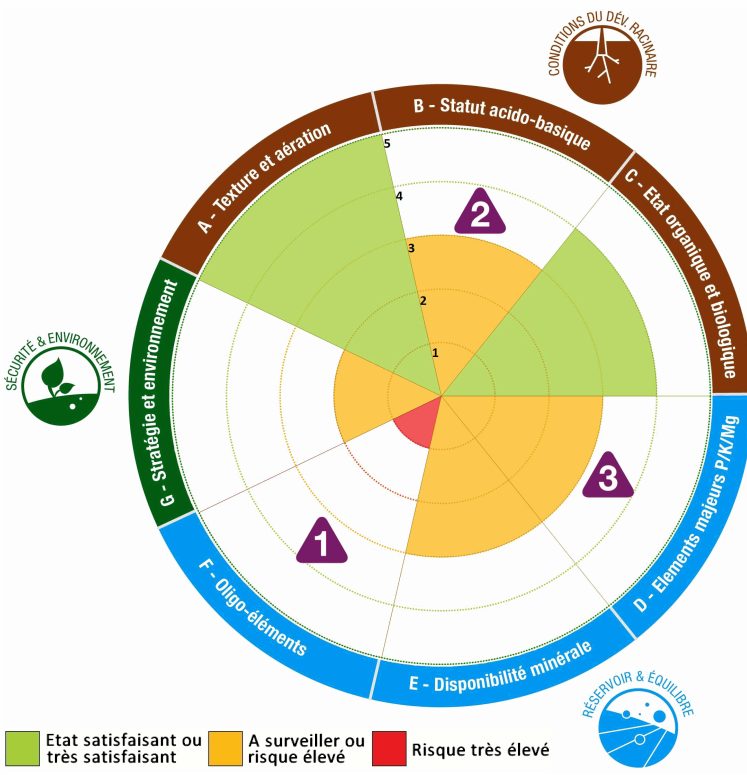 CONDITIONS DU DÉV. RACINAIRE
B - Statut acido-basique
A - Texture et aération
C - Etat organique et biologique
5
4
3
2
1
2
SÉCURITÉ & ENVIRONNEMENT
G - Stratégie et environnement
3
1
D - Elements majeurs P/K/Mg
F - Oligo-éléments
E - Disponibilité minérale
RÉSERVOIR & ÉQUILIBRE
Etat satisfaisant ou
très satisfaisant
A surveiller ou
risque élevé
Risque très élevé